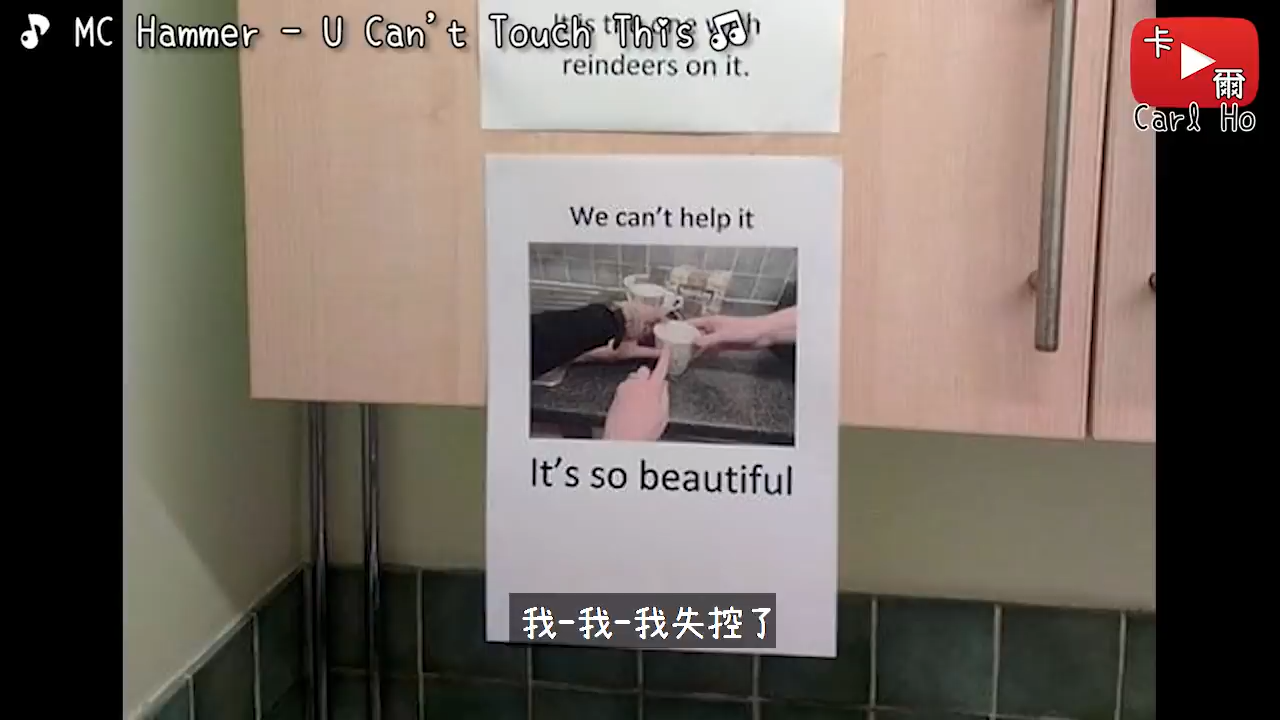 🎵 MC Hammer - U Can't Touch This 🎶
卡
爾
Carl Ho
reindeers on it.
We can't help it
It's so beautiful
我-我-我失控了